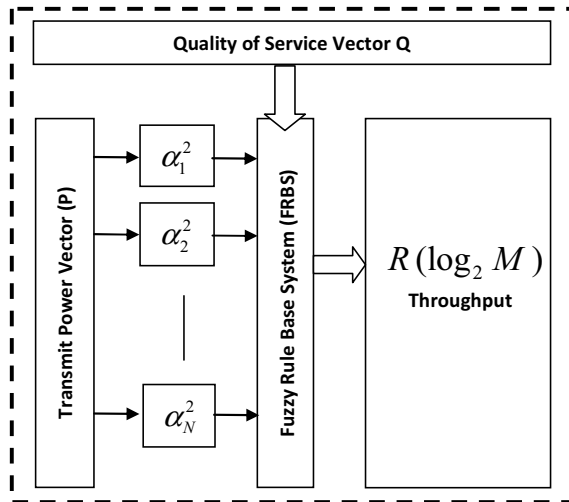 Quality of Service Vector Q
Transmit Power Vector (P)
α₁²
α₂²
α_N²
Fuzzy Rule Base System (FRBS)
R(log₂ M)
Throughput